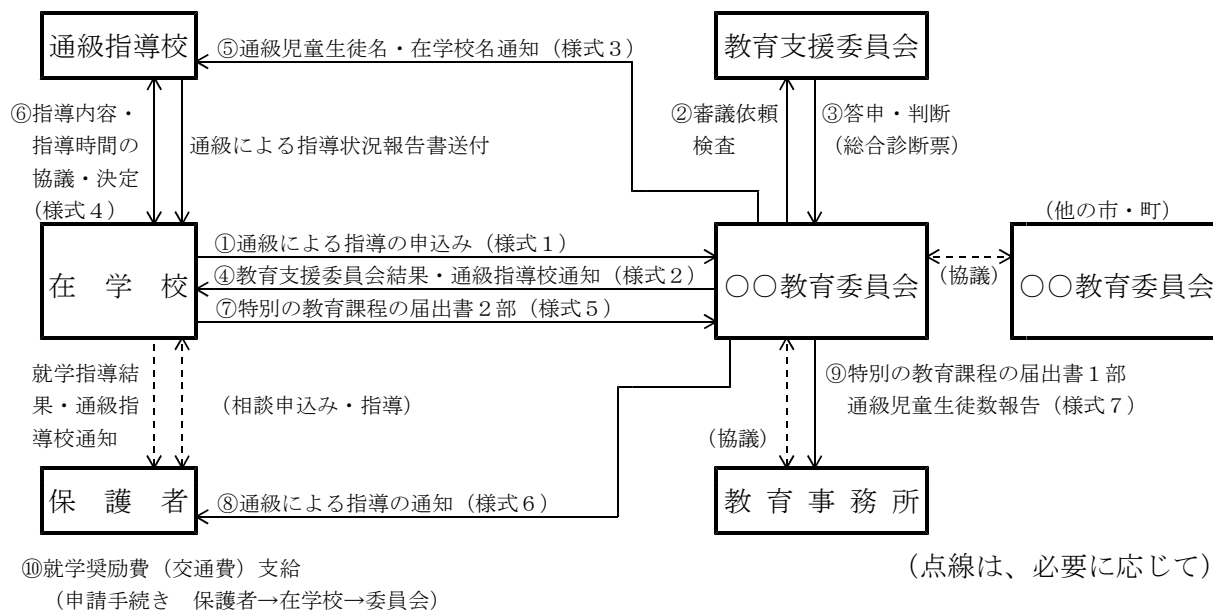 通級指導校
⑤通級児童生徒名・在学校名通知（様式３）
教育支援委員会
⑥指導内容・
指導時間の
協議・決定
（様式４）
通級による指導状況報告書送付
②審議依頼
検査
③答申・判断
（総合診断票）
（他の市・町）
在　学　校
①通級による指導の申込み（様式１）
④教育支援委員会結果・通級指導校通知（様式２）
⑦特別の教育課程の届出書２部（様式５）
〇〇教育委員会
（協議）
〇〇教育委員会
就学指導結
果・通級指
導校通知
（相談申込み・指導）
（協議）
⑨特別の教育課程の届出書１部
通級児童生徒数報告（様式７）
保　護　者
⑧通級による指導の通知（様式６）
教 育 事 務 所
⑩就学奨励費（交通費）支給
（申請手続き　保護者→在学校→委員会）
（点線は、必要に応じて）